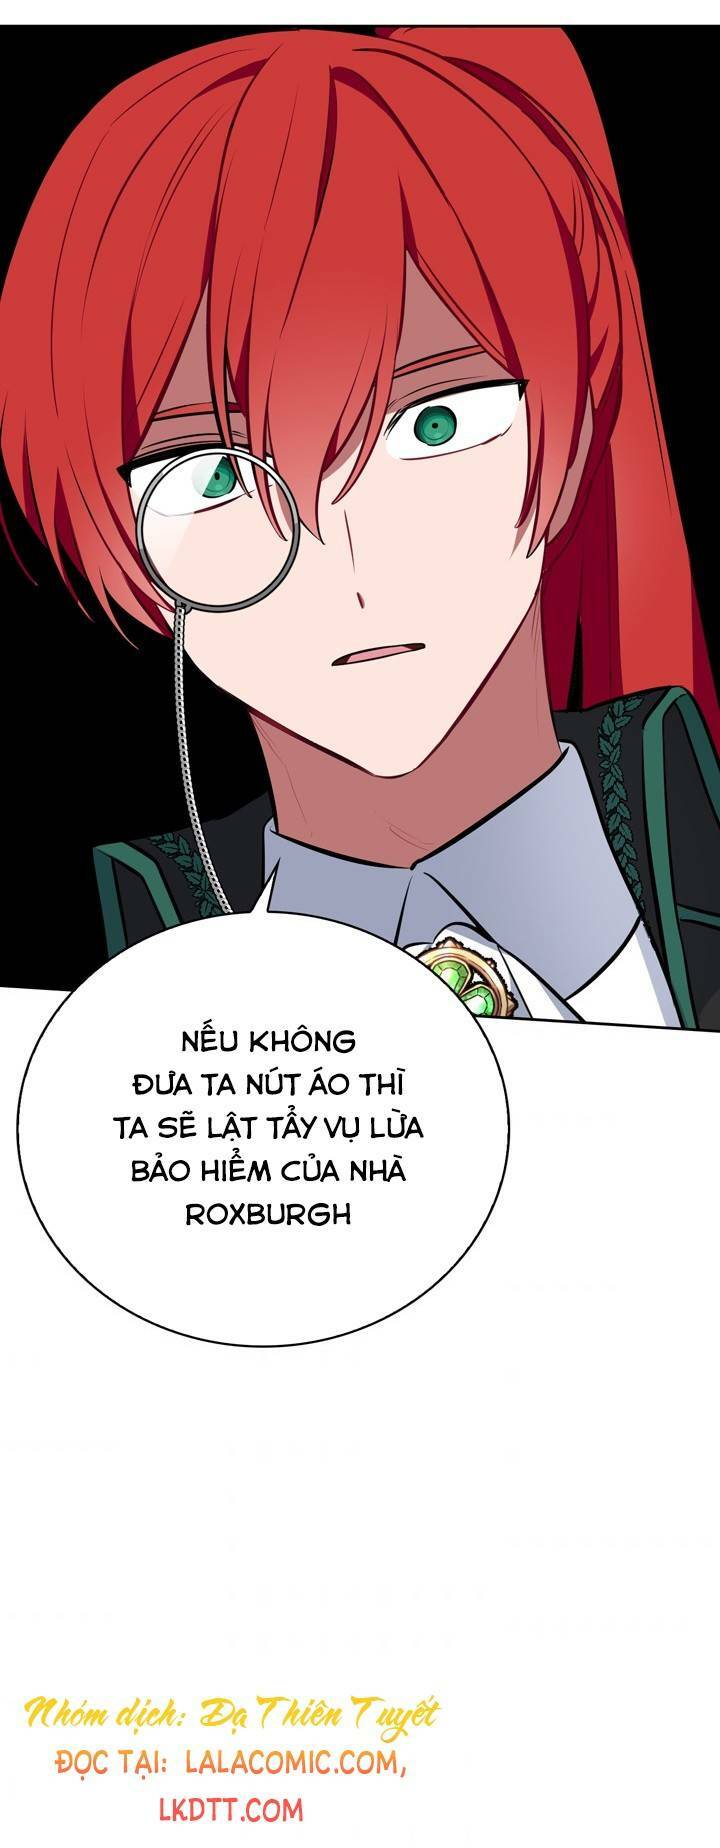 NẾU KHÔNG
ĐƯA TA NÚT ÁO THÌ
TA SẼ LẬT TẨY VỤ LỪA
BẢO HIỂM CỦA NHÀ
ROXBURGH
Nhóm dịch: Dạ Thiên Tuyết
ĐỌC TẠI: LALACOMIC.COM,
LKDTT.COM